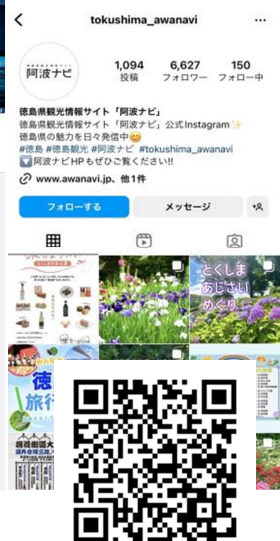 tokushima_awanavi
阿波ナビ
1,094 6,627 150
投稿 フォロワー フォロー中
徳島県観光情報サイト「阿波ナビ」
徳島県観光情報サイト「阿波ナビ」公式Instagram✨
徳島県の魅力を日々発信中😄
#徳島 #徳島観光 #阿波ナビ #tokushima_awanavi
🔽阿波ナビHPもぜひご覧ください!!
www.awanavi.jp、他1件
フォローする メッセージ
とくしま
あじさい
めぐり
徳
旅行